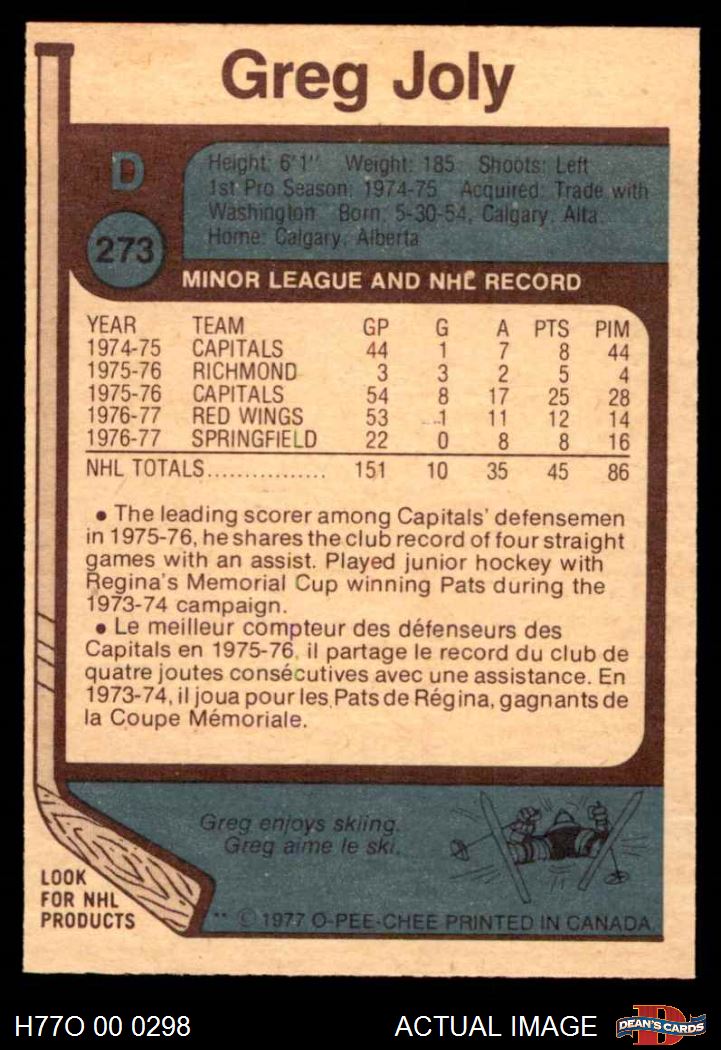 Greg Joly
D
273
Height: 6'1" Weight: 185 Shoots: Left
1st Pro Season: 1974-75 Acquired: Trade with
Washington Born: 5-30-54, Calgary, Alta.
Home: Calgary, Alberta
MINOR LEAGUE AND NHL RECORD
YEAR TEAM GP G A PTS PIM
1974-75 CAPITALS 44 1 7 8 44
1975-76 RICHMOND 3 3 2 5 4
1975-76 CAPITALS 54 8 17 25 28
1976-77 RED WINGS 53 1 11 12 14
1976-77 SPRINGFIELD 22 0 8 8 16
NHL TOTALS................ 151 10 35 45 86
• The leading scorer among Capitals' defensemen
in 1975-76, he shares the club record of four straight
games with an assist. Played junior hockey with
Regina's Memorial Cup winning Pats during the
1973-74 campaign.
• Le meilleur compteur des défenseurs des
Capitals en 1975-76, il partage le record du club de
quatre joutes consécutives avec une assistance. En
1973-74, il joua pour les Pats de Régina, gagnants de
la Coupe Mémoriale.
Greg enjoys skiing.
Greg aime le ski.
LOOK
FOR NHL
PRODUCTS
** © 1977 O-PEE-CHEE PRINTED IN CANADA
H77O 00 0298
ACTUAL IMAGE
D
DEAN'S CARDS